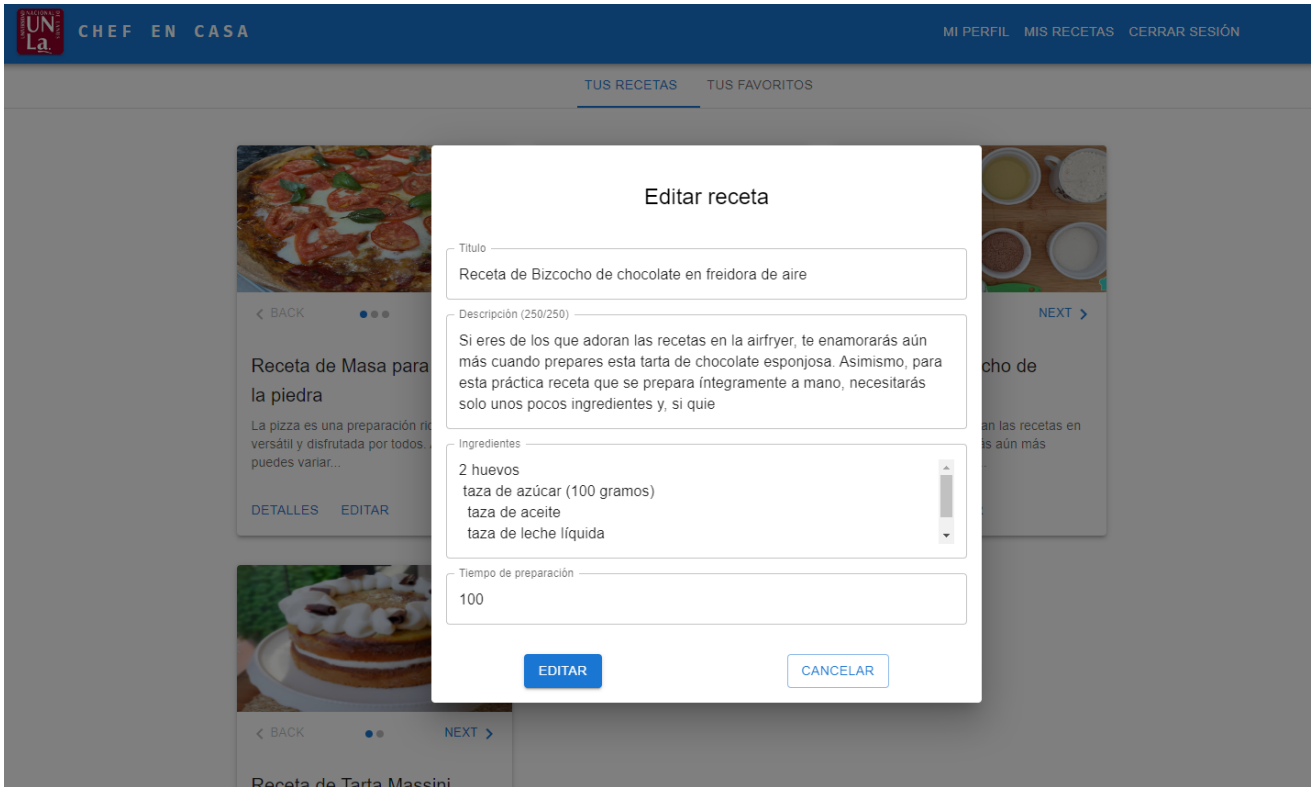 UNLa.
CHEF EN CASA
MI PERFIL MIS RECETAS CERRAR SESIÓN
TUS RECETAS TUS FAVORITOS
Editar receta
Titulo
Receta de Bizcocho de chocolate en freidora de aire
Descripción (250/250)
Si eres de los que adoran las recetas en la airfryer, te enamorarás aún
más cuando prepares esta tarta de chocolate esponjosa. Asimismo, para
esta práctica receta que se prepara íntegramente a mano, necesitarás
solo unos pocos ingredientes y, si quie
Ingredientes
2 huevos
taza de azúcar (100 gramos)
taza de aceite
taza de leche líquida
Tiempo de preparación
100
EDITAR
CANCELAR
BACK
Receta de Masa para
la piedra
La pizza es una preparación
versátil y disfrutada por todos.
puedes variar...
DETALLES EDITAR
NEXT
cho de
an las recetas en
ás aún más
BACK
NEXT
Receta de Tarta Massini